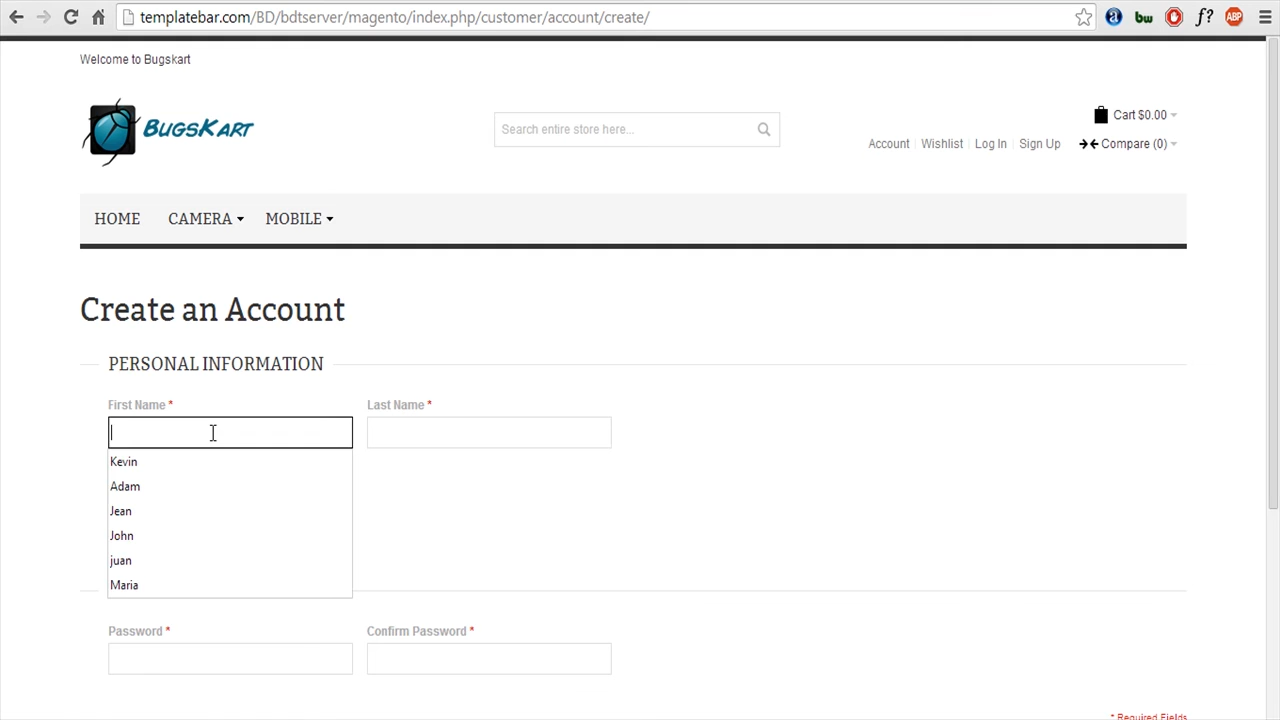 templatebar.com/BD/bdtserver/magento/index.php/customer/account/create/
a bw f? ABP
Welcome to Bugskart
BUGSKART
Search entire store here...
Cart $0.00
Account Wishlist Log In Sign Up Compare (0)
HOME CAMERA MOBILE
Create an Account
PERSONAL INFORMATION
First Name * Last Name *
Kevin
Adam
Jean
John
juan
Maria
Password * Confirm Password *
* Required Fields